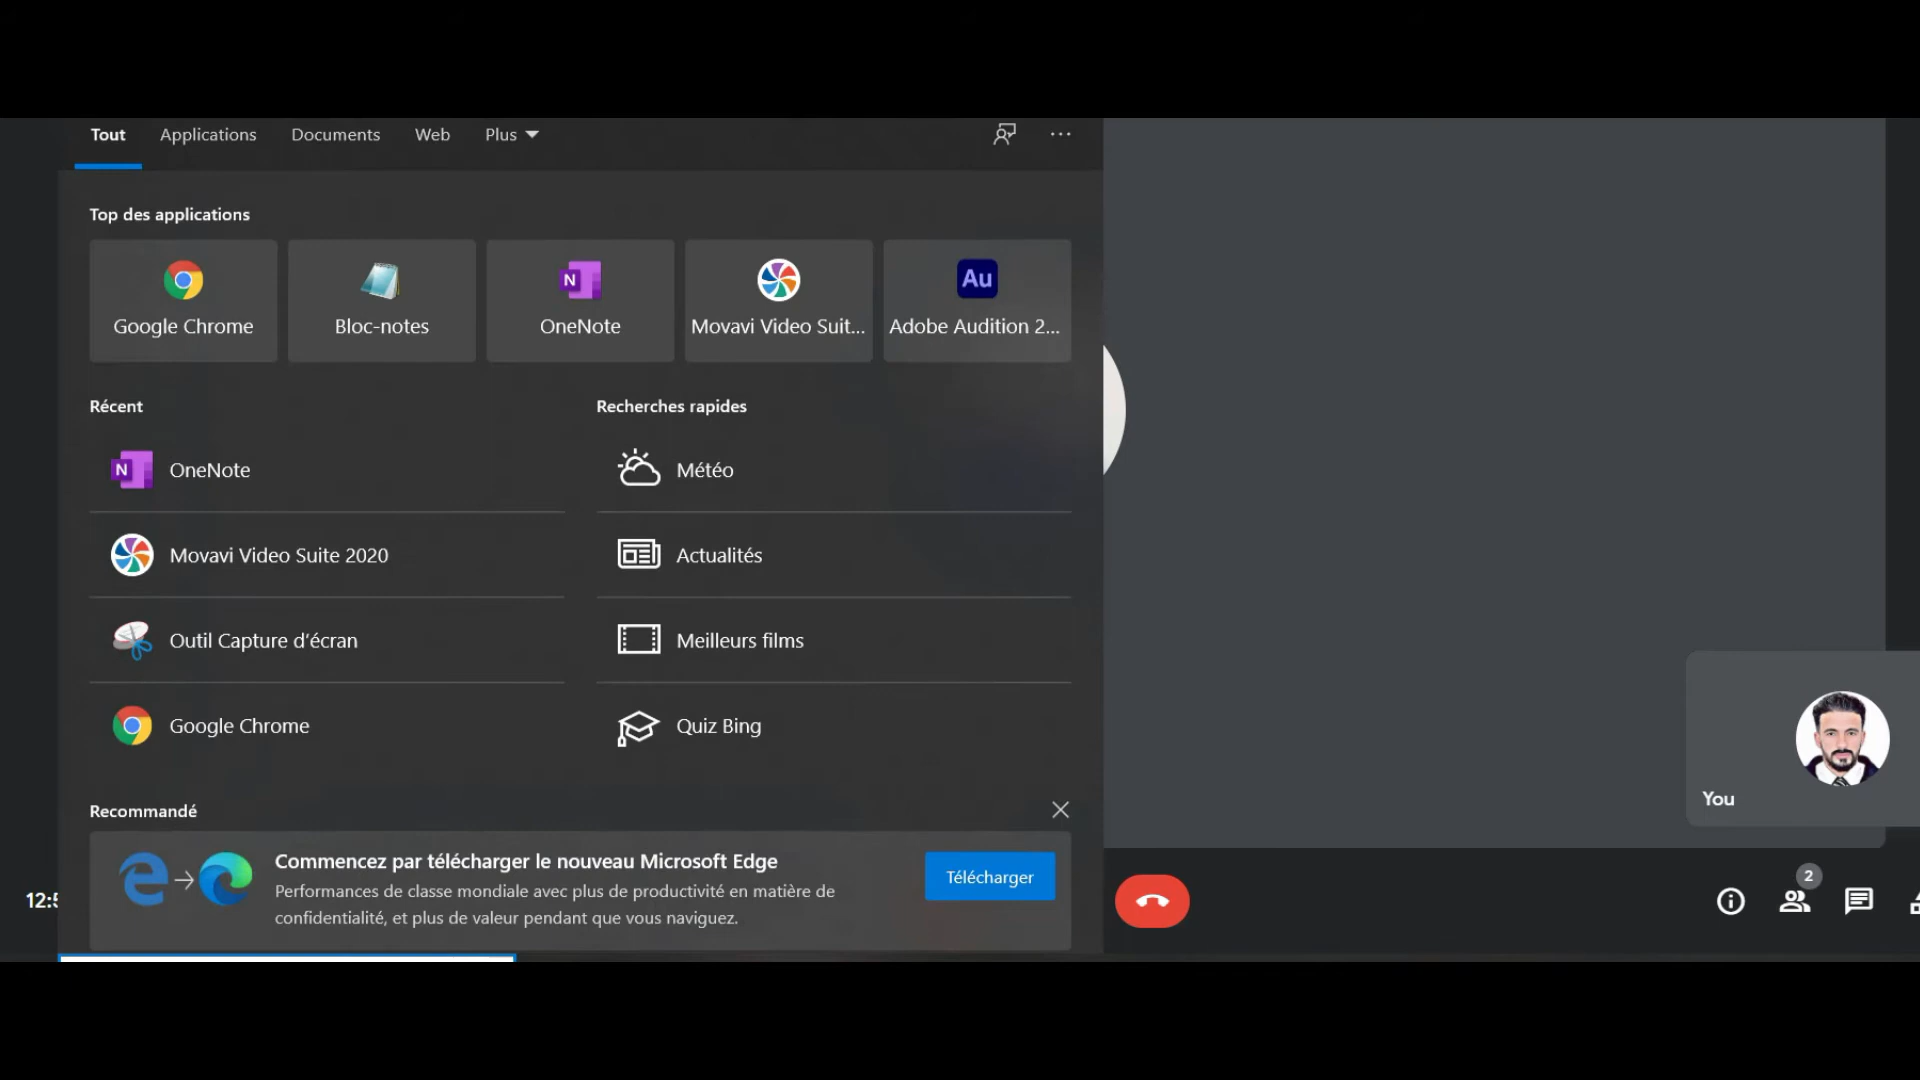 Tout Applications Documents Web Plus
Top des applications
Google Chrome
Bloc-notes
N
OneNote
Movavi Video Suit...
Au
Adobe Audition 2...
Récent
N OneNote
Movavi Video Suite 2020
Outil Capture d'écran
Google Chrome
Recherches rapides
Météo
Actualités
Meilleurs films
Quiz Bing
Recommandé
Commencez par télécharger le nouveau Microsoft Edge
Performances de classe mondiale avec plus de productivité en matière de
confidentialité, et plus de valeur pendant que vous naviguez.
Télécharger
You
2